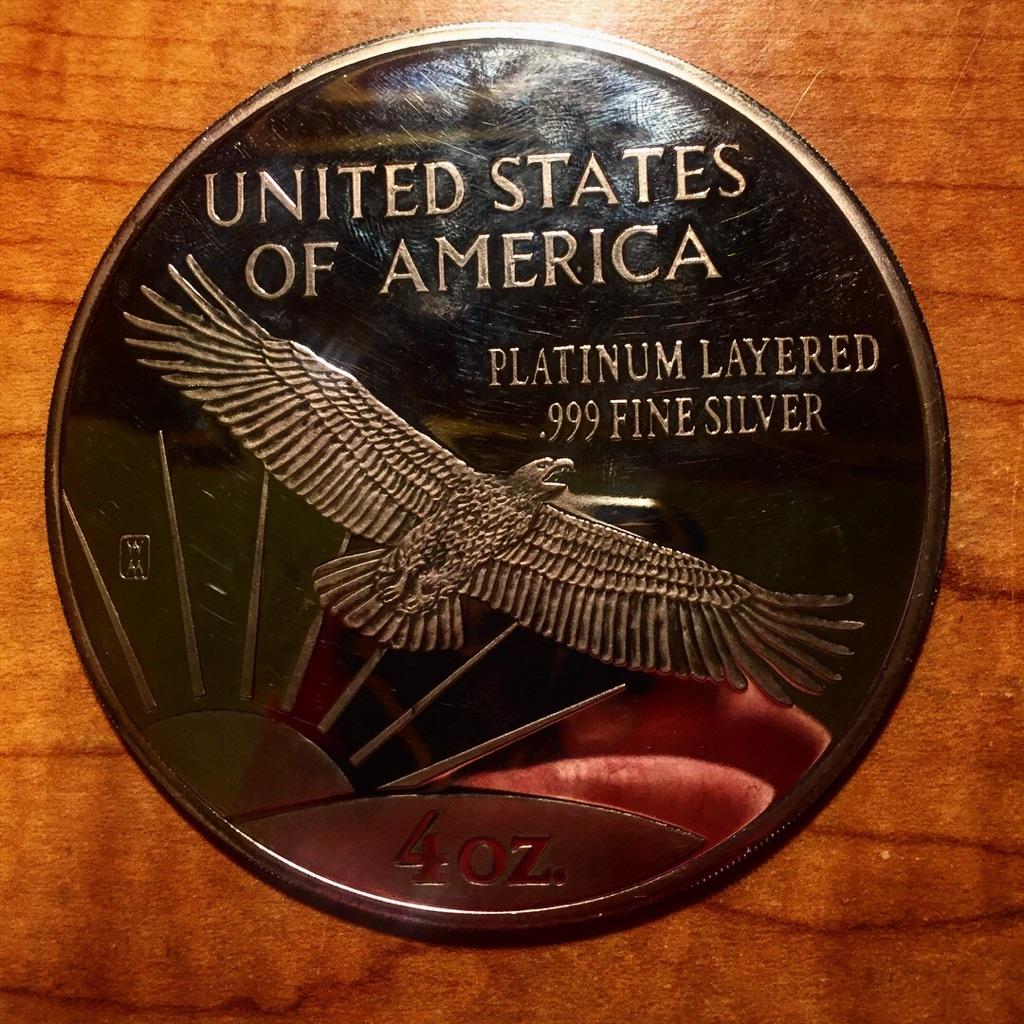 UNITED STATES
OF AMERICA
PLATINUM LAYERED
.999 FINE SILVER
4 OZ.